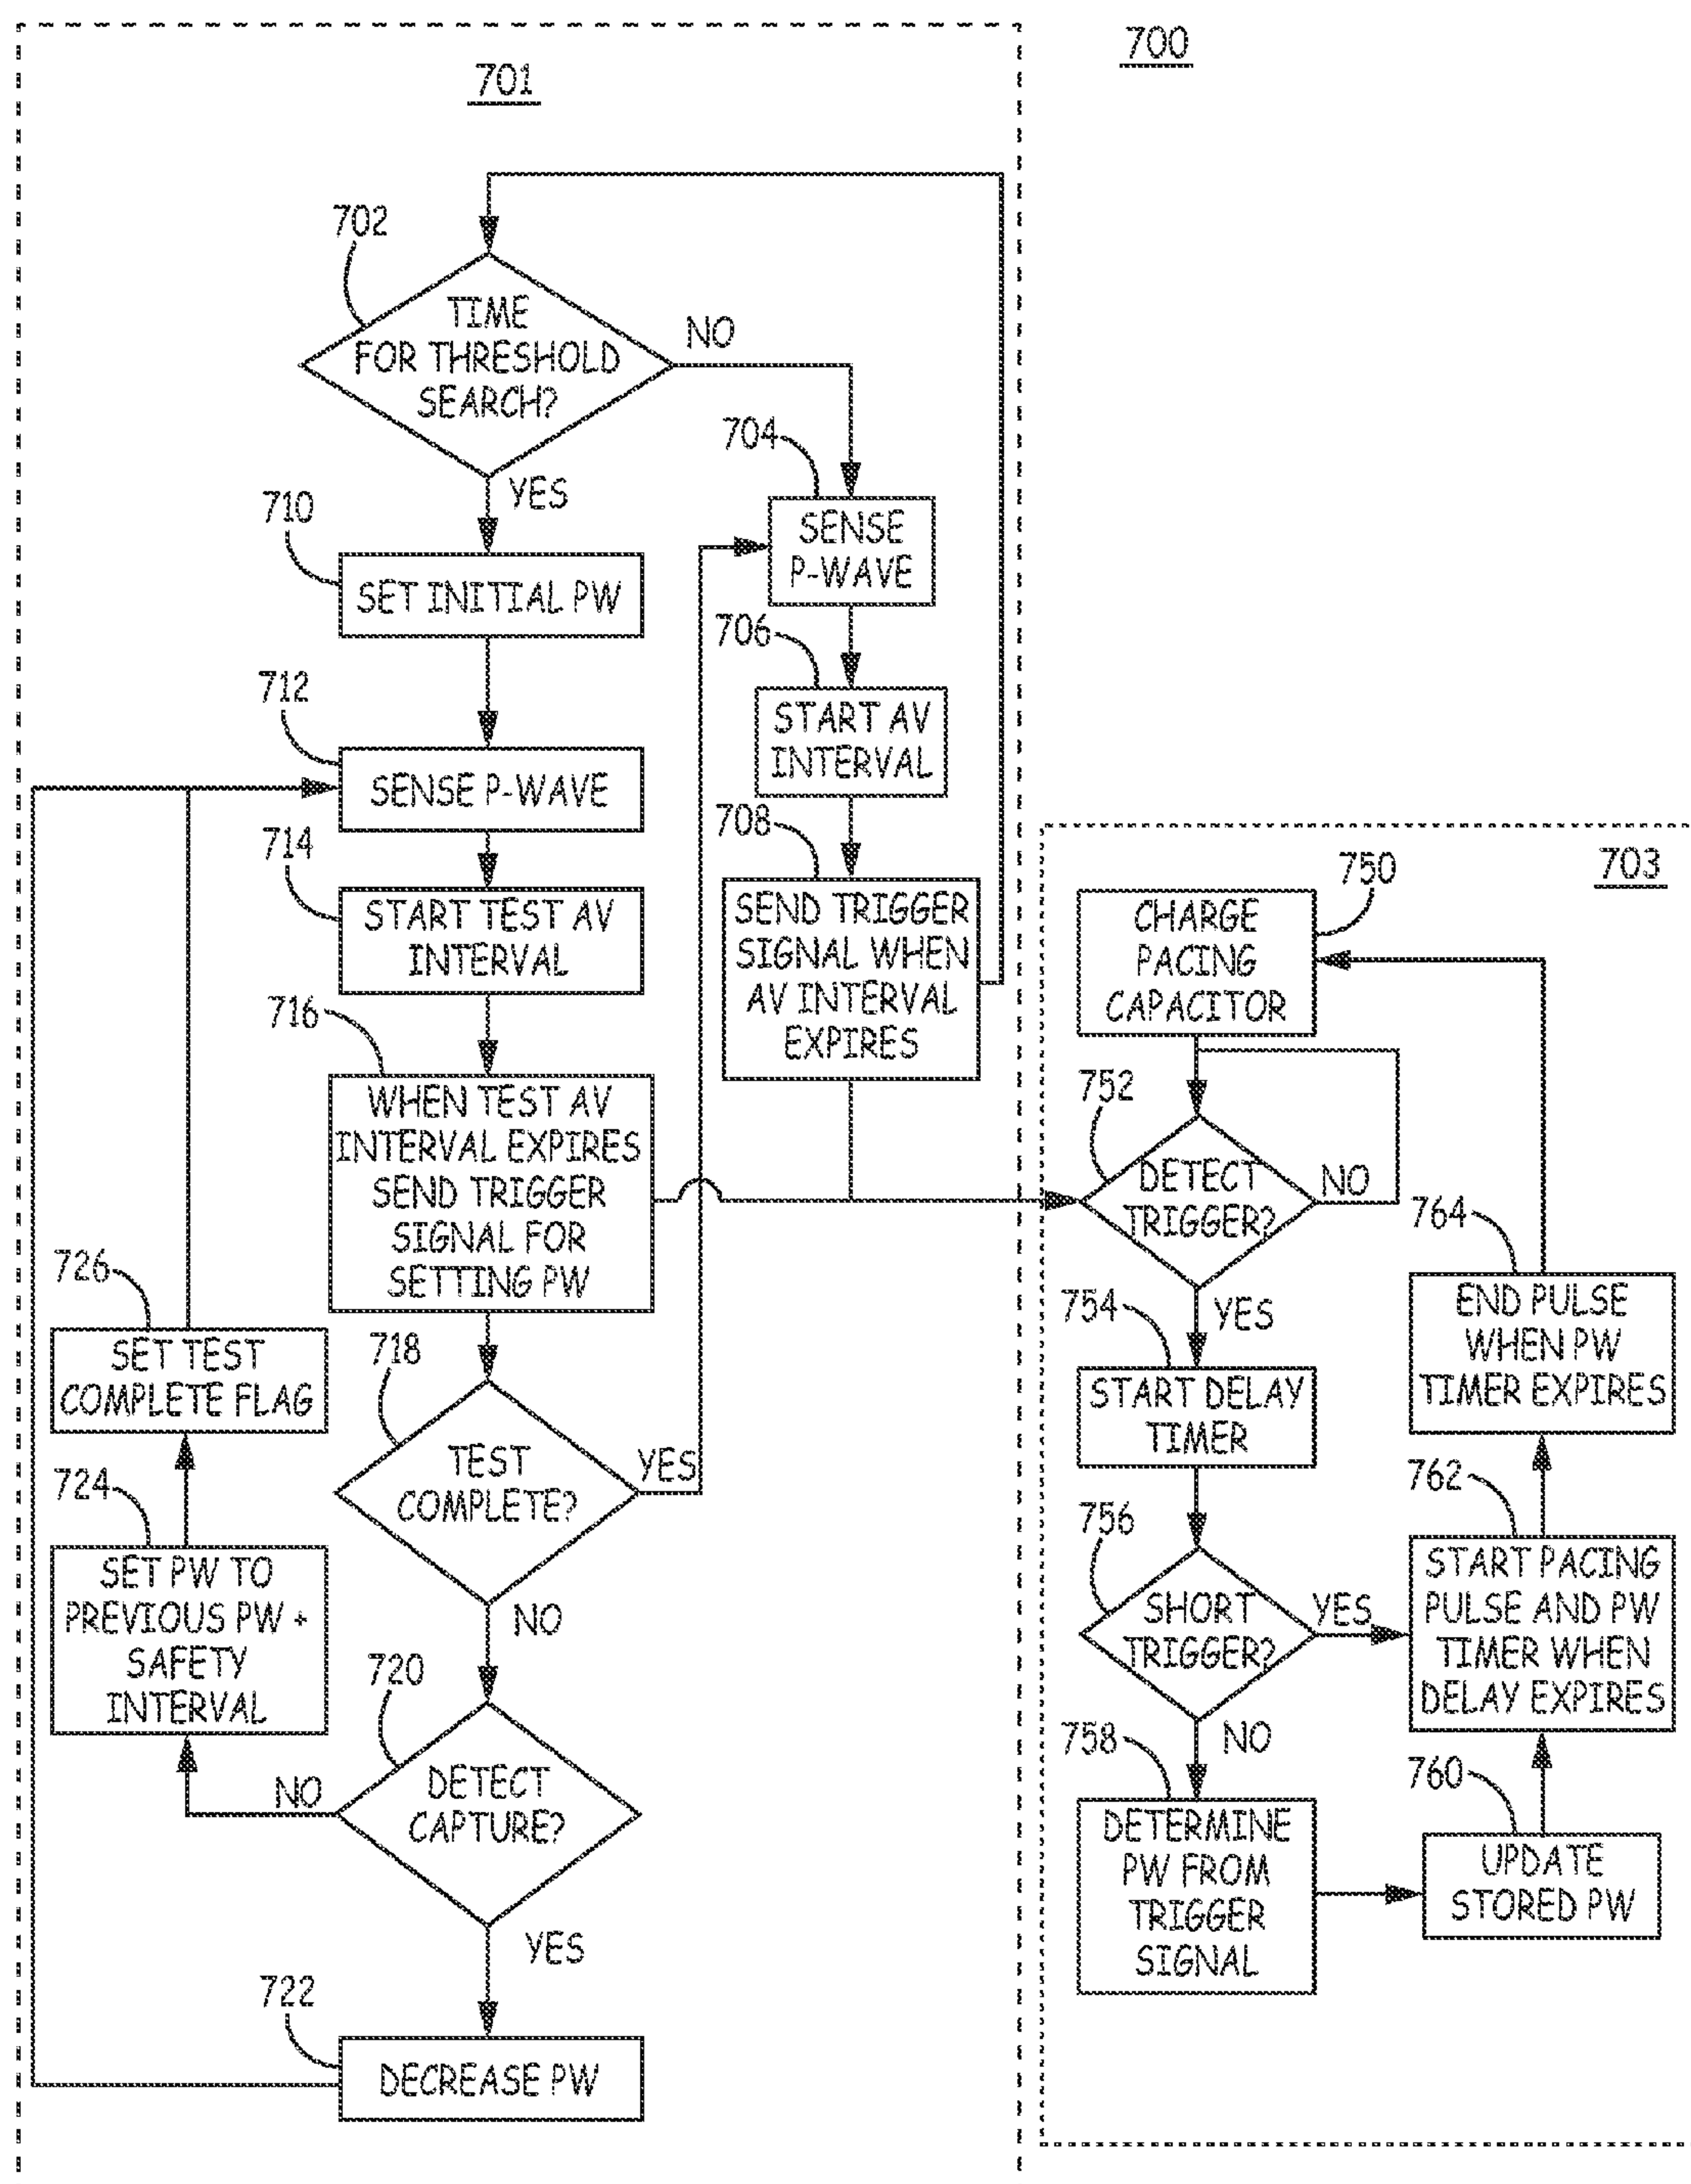 700
701
702
TIME
FOR THRESHOLD
SEARCH?
NO
YES
704
SENSE
P-WAVE
710
SET INITIAL PW
706
START AV
INTERVAL
712
SENSE P-WAVE
708
SEND TRIGGER
SIGNAL WHEN
AV INTERVAL
EXPIRES
714
START TEST AV
INTERVAL
716
WHEN TEST AV
INTERVAL EXPIRES
SEND TRIGGER
SIGNAL FOR
SETTING PW
718
TEST
COMPLETE?
YES
NO
726
SET TEST
COMPLETE FLAG
724
SET PW TO
PREVIOUS PW +
SAFETY
INTERVAL
720
DETECT
CAPTURE?
NO
YES
722
DECREASE PW
703
750
CHARGE
PACING
CAPACITOR
752
DETECT
TRIGGER?
NO
YES
754
START DELAY
TIMER
756
SHORT
TRIGGER?
YES
NO
758
DETERMINE
PW FROM
TRIGGER
SIGNAL
760
UPDATE
STORED PW
762
START PACING
PULSE AND PW
TIMER WHEN
DELAY EXPIRES
764
END PULSE
WHEN PW
TIMER EXPIRES